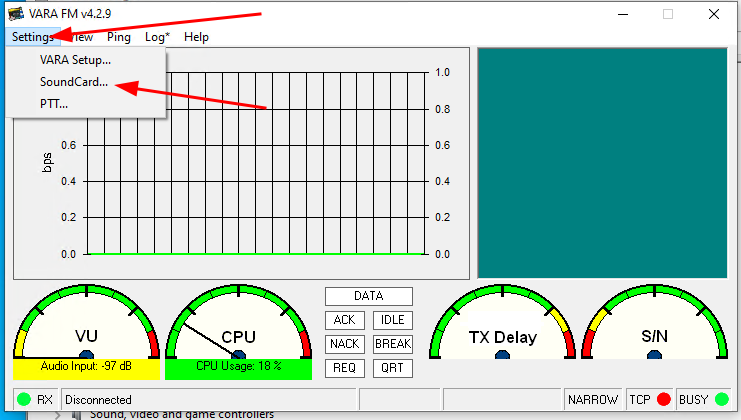 VARA FM v4.2.9
Settings View Ping Log* Help
VARA Setup...
SoundCard...
PTT...
1.0
0.8
0.6 0.6
0.4 0.4
0.2 0.2
0.0 0.0
bps
VU
Audio Input: -97 dB
CPU
CPU Usage: 18 %
DATA
ACK IDLE
NACK BREAK
REQ QRT
TX Delay
S/N
RX Disconnected NARROW TCP BUSY
Sound, video and game controllers